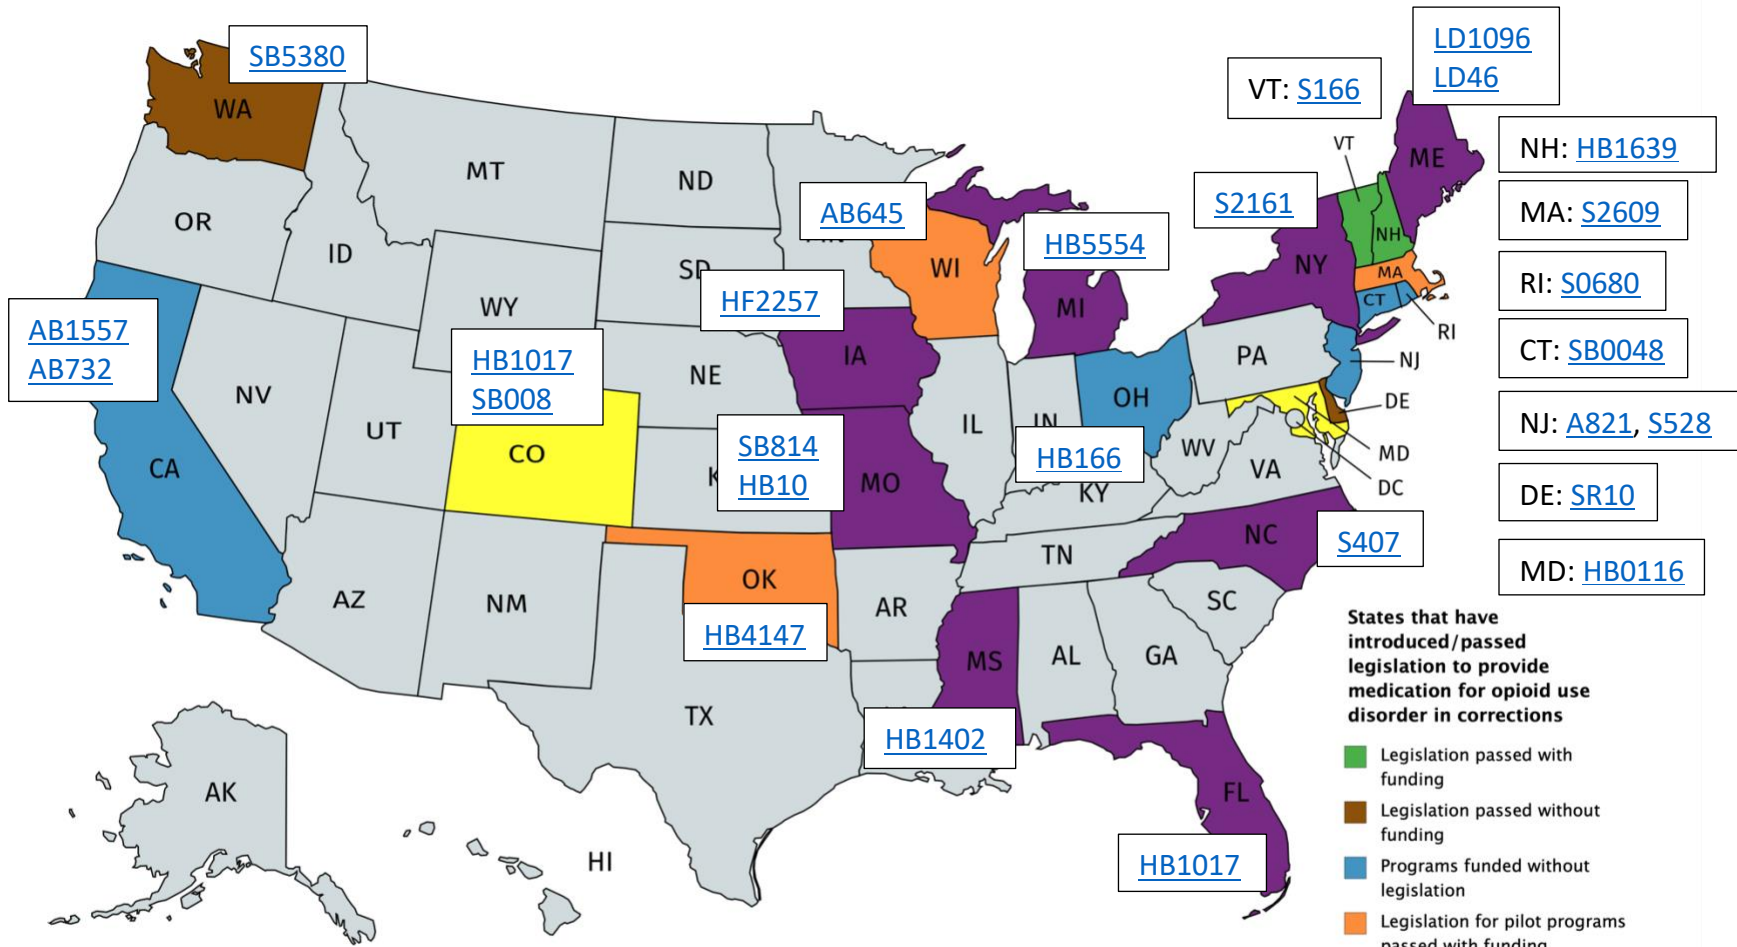 SB5380
LD1096
LD46
VT: S166
VT
ME
NH: HB1639
WA
MT
ND
AB645
S2161
MA: S2609
OR
ID
SD
WI
HB5554
NY
NH
MA
RI: S0680
WY
HF2257
MI
CT
RI
AB1557
AB732
HB1017
SB008
IA
PA
NJ
CT: SB0048
NV
NE
OH
DE
NJ: A821, S528
UT
CO
SB814
HB10
IL
IN
HB166
WV
MD
CA
MO
KY
VA
DC
DE: SR10
TN
NC
S407
MD: HB0116
AZ
NM
OK
AR
SC
HB4147
MS
AL
GA
TX
HB1402
AK
HI
FL
HB1017
States that have
introduced/passed
legislation to provide
medication for opioid use
disorder in corrections
Legislation passed with
funding
Legislation passed without
funding
Programs funded without
legislation
Legislation for pilot programs
passed with funding